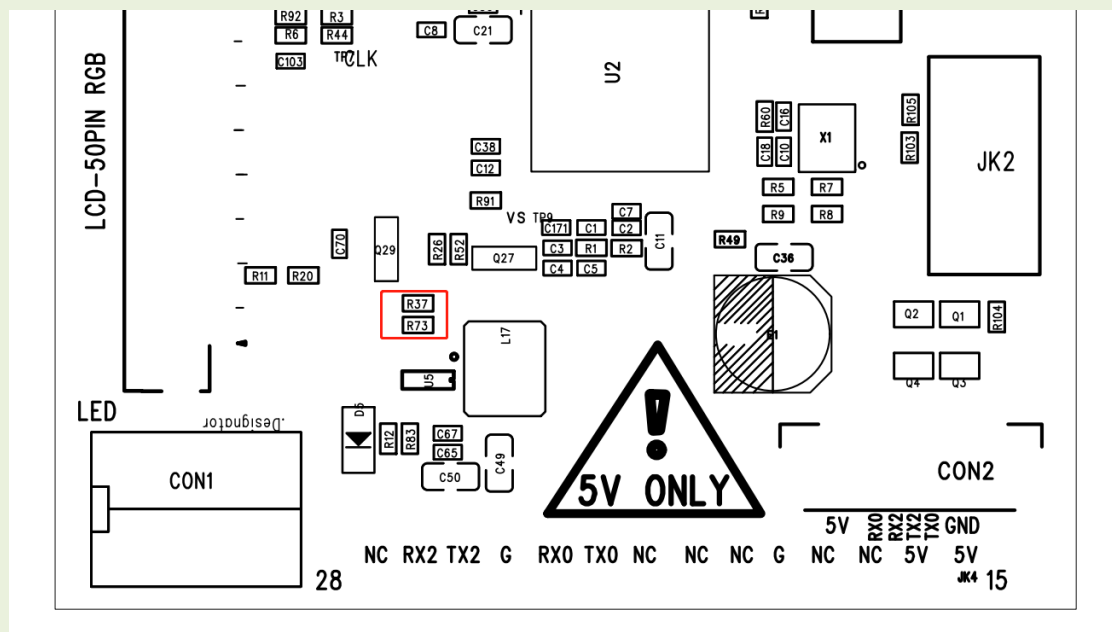 R92 R3
R6 R44
C8 C21
C103 CLK
U2
LCD-50PIN RGB
R60 C16
X1
R105
C38
C18 C10
R103
C12
JK2
R5 R7
R91
VS TP9
C7
R9 R8
C171 C1 C2
C11
C70
Q29
R26 R52
Q27
C3 R1 R2
R49
C36
C4 C5
R11 R20
R37
R73
Q2 Q1
R104
L17
U5
Q4 Q3
LED
D5
.Designator
R12 R83
C67
C65
C49
C50
CON1
5V ONLY
CON2
5V RX0 RX2 TX2 TX0 GND
NC RX2 TX2 G RX0 TX0 NC NC NC G NC NC 5V 5V
28
JK4 15